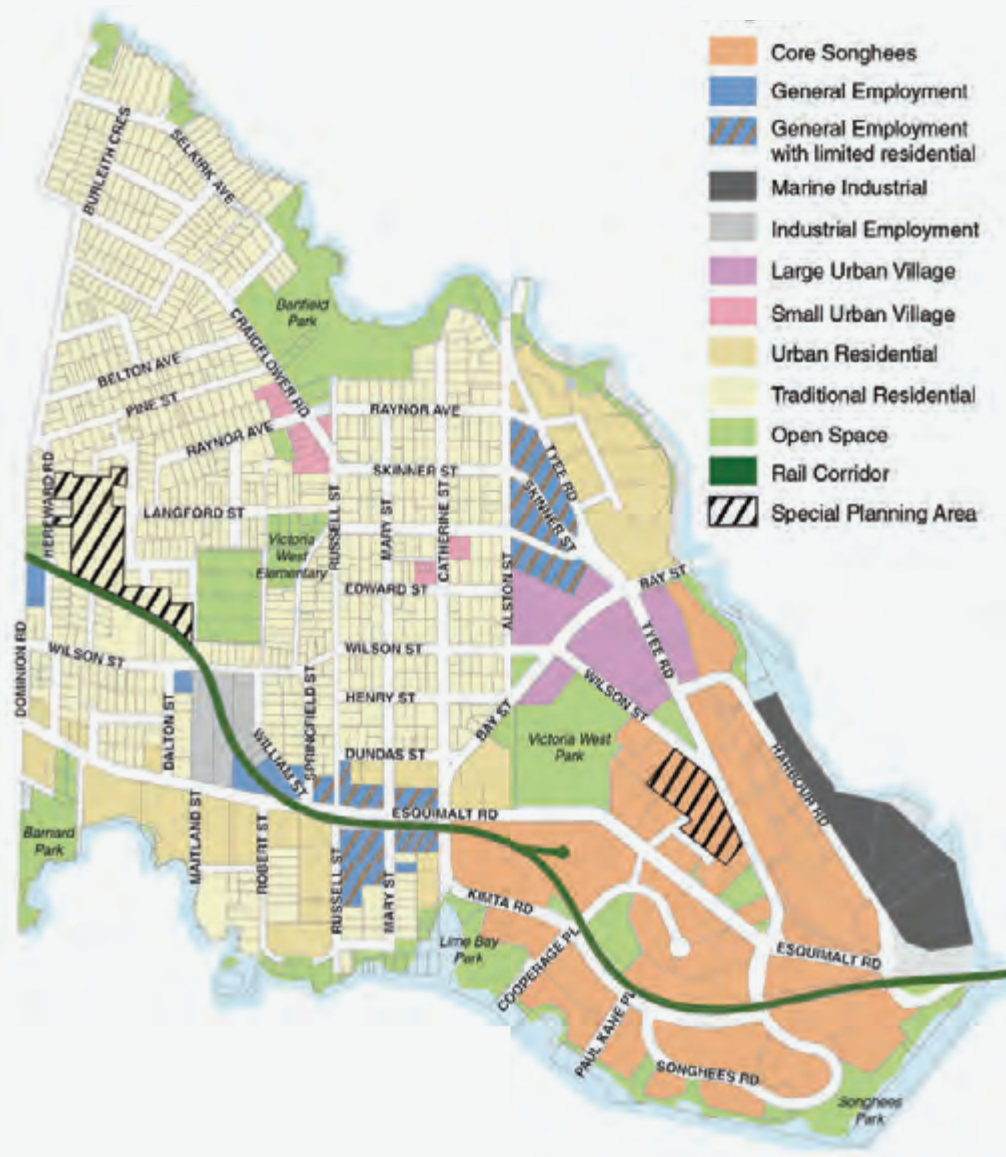 Core Songhees
General Employment
General Employment
with limited residential
Marine Industrial
Industrial Employment
Large Urban Village
Small Urban Village
Urban Residential
Traditional Residential
Open Space
Rail Corridor
Special Planning Area
BURLEITH CRES
SELKIRK AVE
Banfield
Park
CRAIGFLOWER RD
BELTON AVE
PINE ST
RAYNOR AVE
RAYNOR AVE
SKINNER ST
TYEE RD
SKINNER ST
HEREWARD RD
LANGFORD ST
Victoria
West
Elementary
RUSSELL ST
MARY ST
CATHERINE ST
EDWARD ST
ALSTON ST
BAY ST
TYEE RD
DOMINION RD
WILSON ST
WILSON ST
WILSON ST
HENRY ST
BAY ST
DALTON ST
WILLIAM ST
SPRINGFIELD ST
DUNDAS ST
Victoria West
Park
HARBOUR RD
ESQUIMALT RD
Barnard
Park
MAITLAND ST
ROBERT ST
RUSSELL ST
MARY ST
KIMTA RD
Lime Bay
Park
COOPERAGE PL
ESQUIMALT RD
PAUL KANE PL
SONGHEES RD
Songhees
Park